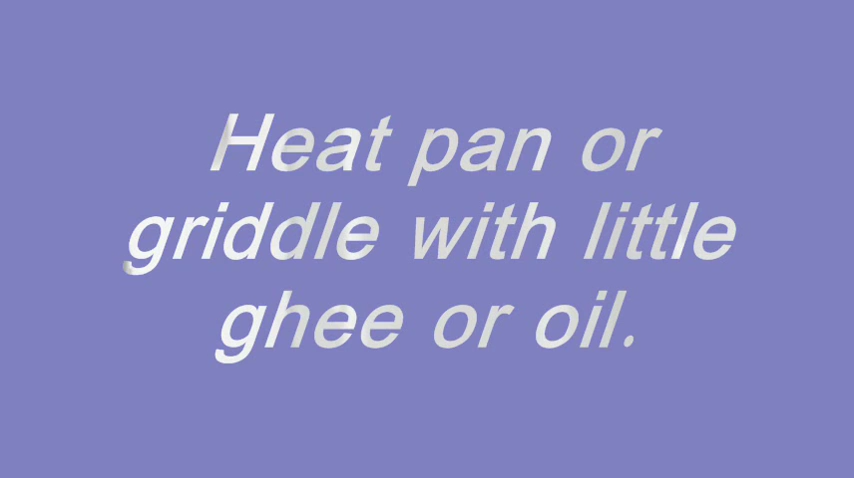 Heat pan or
griddle with little
ghee or oil.